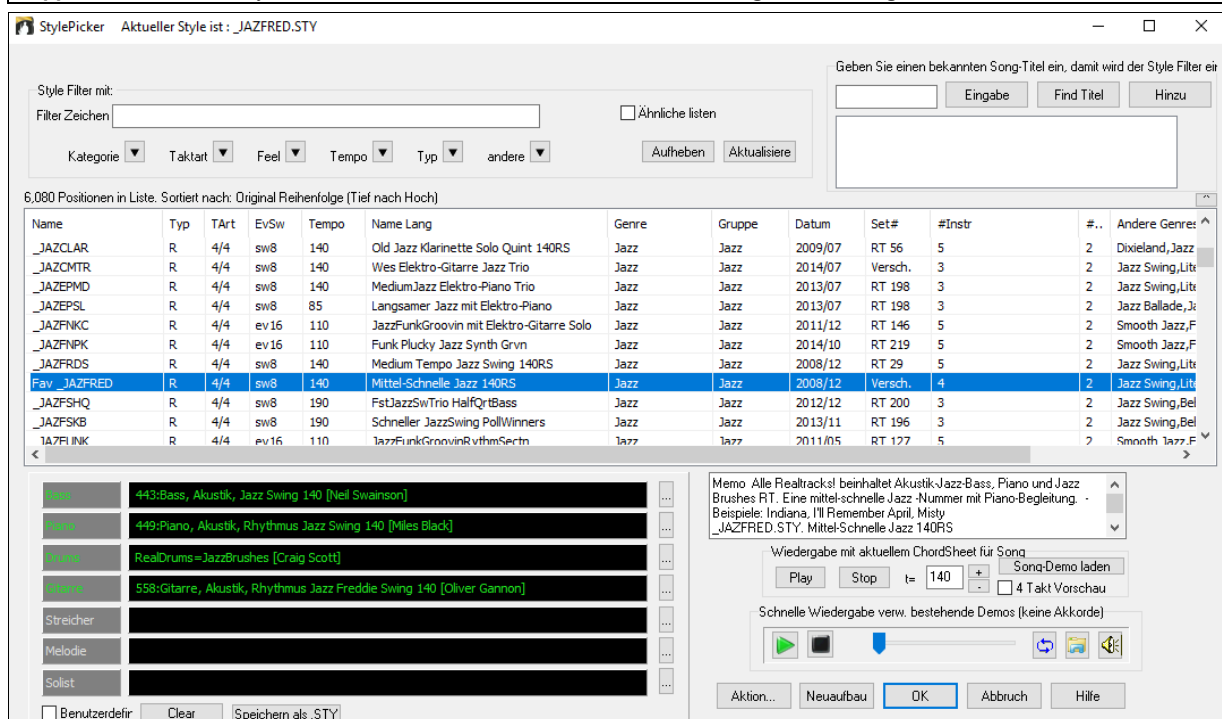 StylePicker Aktueller Style ist : _JAZFRED.STY
Geben Sie einen bekannten Song-Titel ein, damit wird der Style Filter ein
Style Filter mit:
Eingabe Find Titel Hinzu
Filter Zeichen Ähnliche listen
Kategorie Taktart Feel Tempo Typ andere Aufheben Aktualisiere
6,080 Positionen in Liste. Sortiert nach: Original Reihenfolge (Tief nach Hoch)
Name Typ TArt EvSw Tempo Name Lang Genre Gruppe Datum Set# #Instr #.. Andere Genres
_JAZCLAR R 4/4 sw8 140 Old Jazz Klarinette Solo Quint 140RS Jazz Jazz 2009/07 RT 56 5 2 Dixieland,Jazz
_JAZCMTR R 4/4 sw8 140 Wes Elektro-Gitarre Jazz Trio Jazz Jazz 2014/07 Versch. 3 2 Jazz Swing,Lite
_JAZEPMD R 4/4 sw8 140 MediumJazz Elektro-Piano Trio Jazz Jazz 2013/07 RT 198 3 2 Jazz Swing,Lite
_JAZEPSL R 4/4 sw8 85 Langsamer Jazz mit Elektro-Piano Jazz Jazz 2013/07 RT 198 3 2 Jazz Ballade,Ja
_JAZFNKC R 4/4 ev16 110 JazzFunkGroovin mit Elektro-Gitarre Solo Jazz Jazz 2011/12 RT 146 5 2 Smooth Jazz,F
_JAZFNPK R 4/4 ev16 110 Funk Plucky Jazz Synth Grvn Jazz Jazz 2014/10 RT 219 5 2 Smooth Jazz,F
_JAZFRDS R 4/4 sw8 140 Medium Tempo Jazz Swing 140RS Jazz Jazz 2008/12 RT 29 5 2 Jazz Swing,Lite
Fav _JAZFRED R 4/4 sw8 140 Mittel-Schnelle Jazz 140RS Jazz Jazz 2008/12 Versch. 4 2 Jazz Swing,Lite
_JAZFSHQ R 4/4 sw8 190 FstJazzSwTrio HalfQrtBass Jazz Jazz 2012/12 RT 200 3 2 Jazz Swing,Bel
_JAZFSKB R 4/4 sw8 190 Schneller JazzSwing PollWinners Jazz Jazz 2013/11 RT 196 3 2 Jazz Swing,Bel
_JAZFUNK R 4/4 ev16 110 JazzFunkGroovinRythmSectn Jazz Jazz 2011/05 RT 127 5 2 Smooth Jazz,F
Bass 443:Bass, Akustik, Jazz Swing 140 [Neil Swainson] ...
Piano 449:Piano, Akustik, Rhythmus Jazz Swing 140 [Miles Black] ...
Drums RealDrums=JazzBrushes [Craig Scott] ...
Gitarre 558:Gitarre, Akustik, Rhythmus Jazz Freddie Swing 140 [Oliver Gannon] ...
Streicher ...
Melodie ...
Solist ...
Benutzerdefir Clear Speichern als .STY
Memo Alle Realtracks! beinhaltet Akustik-Jazz-Bass, Piano und Jazz
Brushes RT. Eine mittel-schnelle Jazz -Nummer mit Piano-Begleitung. -
Beispiele: Indiana, I'll Remember April, Misty
_JAZFRED.STY. Mittel-Schnelle Jazz 140RS
Wiedergabe mit aktuellem ChordSheet für Song
Play Stop t= 140 + - Song-Demo laden
4 Takt Vorschau
Schnelle Wiedergabe verw. bestehende Demos (keine Akkorde)
Aktion... Neuaufbau OK Abbruch Hilfe